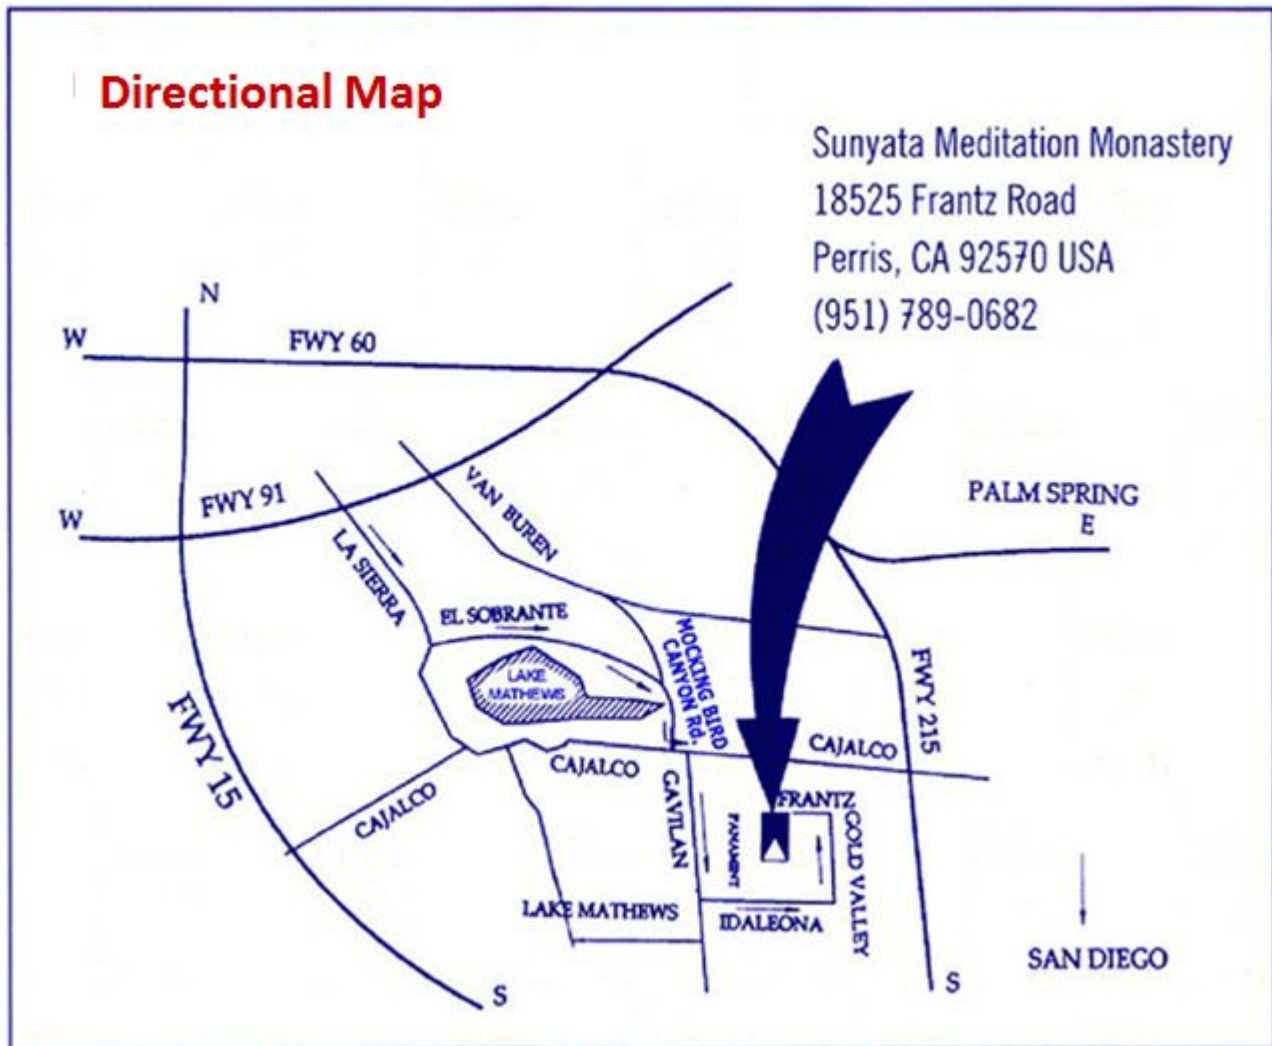 Directional Map
Sunyata Meditation Monastery
18525 Frantz Road
Perris, CA 92570 USA
(951) 789-0682
N
W
FWY 60
W
FWY 91
VAN BUREN
PALM SPRING
E
LA SIERRA
EL SOBRANTE
MOCKING BIRD
CANYON Rd.
LAKE
MATHEWS
FWY 215
FWY 15
CAJALCO
CAJALCO
CAJALCO
GAVILAN
FRANTZ
PANAMENT
GOLD VALLEY
LAKE MATHEWS
IDALEONA
SAN DIEGO
S
S